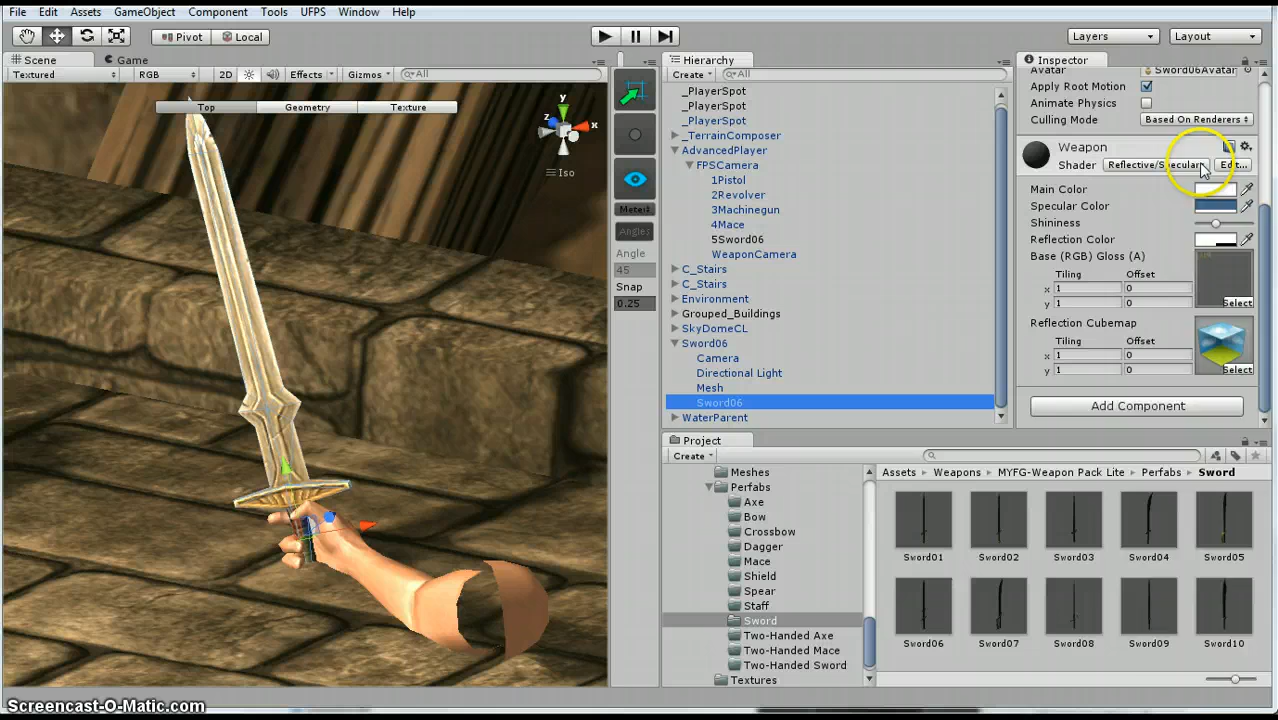 File Edit Assets GameObject Component Tools UFPS Window Help
Pivot Local Layers Layout
Scene Game
Textured RGB 2D Effects Gizmos All
Top Geometry Texture
y
z x
Iso
Meter
Angles
Angle
45
Snap
0.25
Hierarchy
Create All
_PlayerSpot
_PlayerSpot
_PlayerSpot
_TerrainComposer
AdvancedPlayer
FPSCamera
1Pistol
2Revolver
3Machinegun
4Mace
5Sword06
WeaponCamera
C_Stairs
C_Stairs
Environment
Grouped_Buildings
SkyDomeCL
Sword06
Camera
Directional Light
Mesh
Sword06
WaterParent
Inspector
Avatar Sword06Avatar
Apply Root Motion
Animate Physics
Culling Mode Based On Renderers
Weapon
Shader Reflective/Specular Edit...
Main Color
Specular Color
Shininess
Reflection Color
Base (RGB) Gloss (A)
Tiling Offset
x 1 0
y 1 0
Select
Reflection Cubemap
Tiling Offset
x 1 0
y 1 0
Select
Add Component
Project
Create
Meshes
Perfabs
Axe
Bow
Crossbow
Dagger
Mace
Shield
Spear
Staff
Sword
Two-Handed Axe
Two-Handed Mace
Two-Handed Sword
Textures
Assets Weapons MYFG-Weapon Pack Lite Perfabs Sword
Sword01 Sword02 Sword03 Sword04 Sword05
Sword06 Sword07 Sword08 Sword09 Sword10
Screencast-O-Matic.com